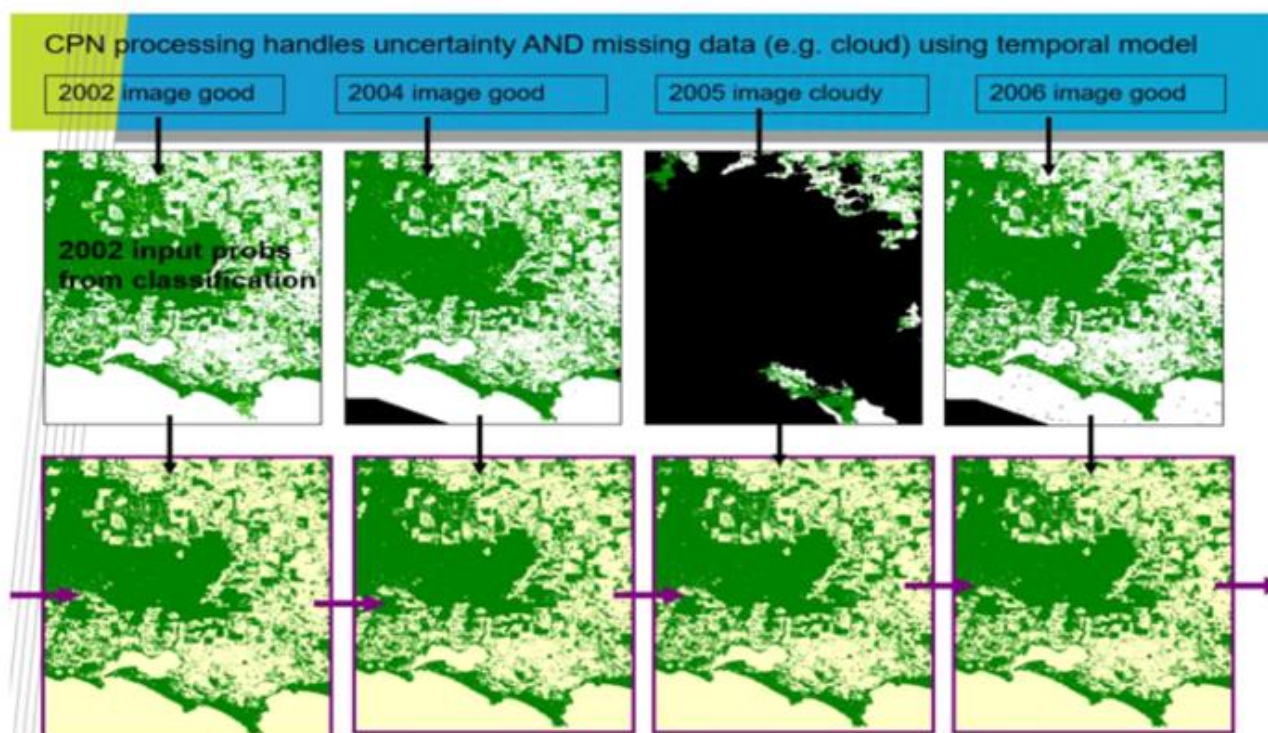 CPN processing handles uncertainty AND missing data (e.g. cloud) using temporal model
2002 image good
2004 image good
2005 image cloudy
2006 image good
2002 input probs
from classification